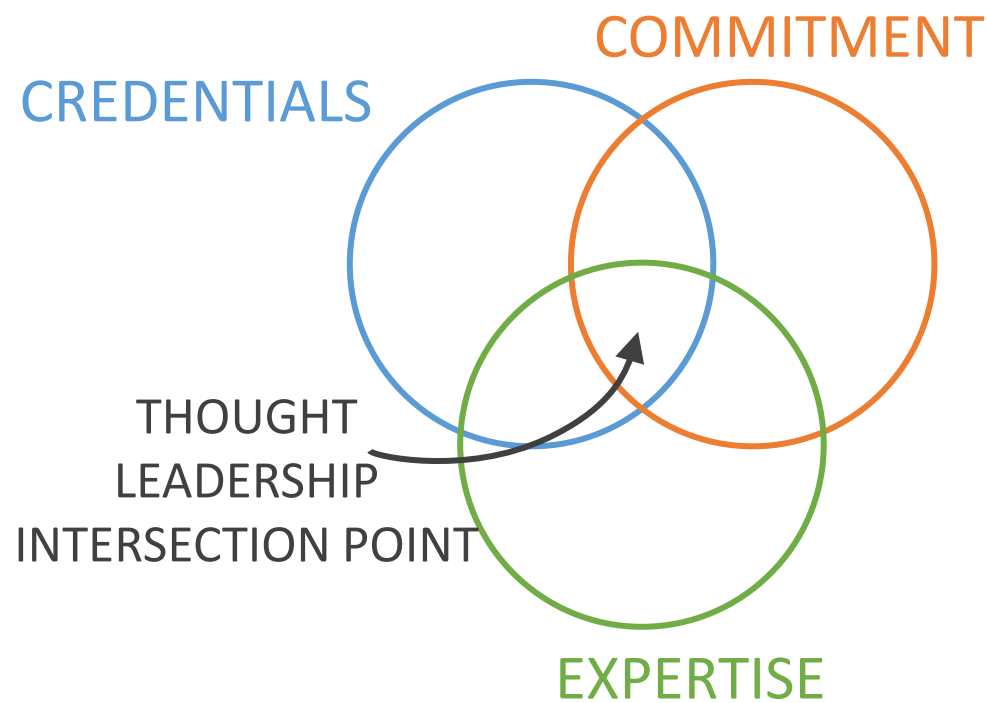 COMMITMENT
CREDENTIALS
THOUGHT
LEADERSHIP
INTERSECTION POINT
EXPERTISE